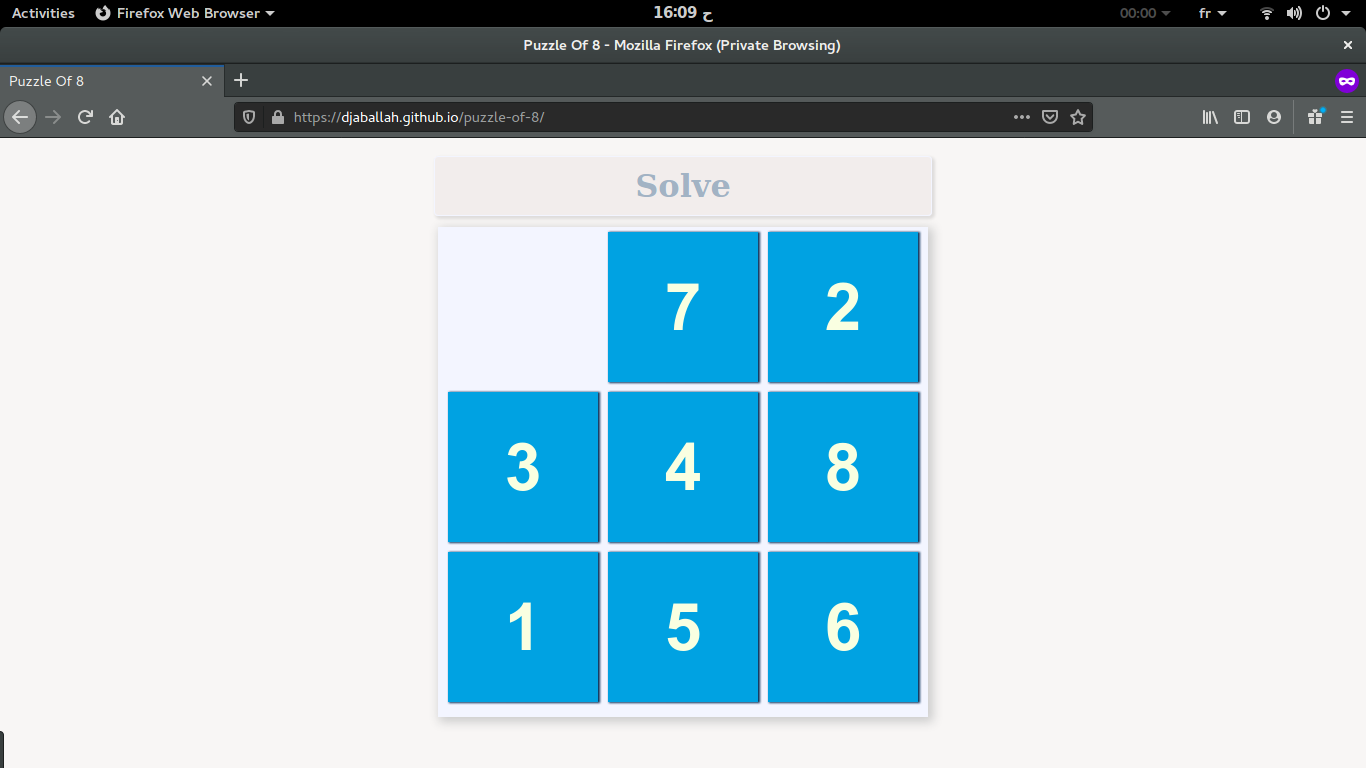 Activities Firefox Web Browser 16:09 ح 00:00 fr
Puzzle Of 8 - Mozilla Firefox (Private Browsing)
Puzzle Of 8
https://djaballah.github.io/puzzle-of-8/
Solve
7 2
3 4 8
1 5 6